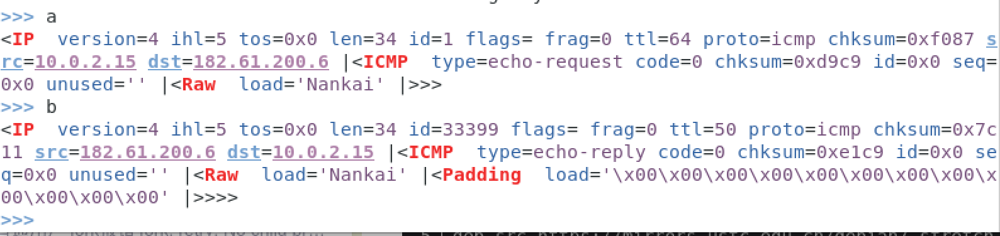 >>> a
<IP  version=4 ihl=5 tos=0x0 len=34 id=1 flags= frag=0 ttl=64 proto=icmp chksum=0xf087 s
rc=10.0.2.15 dst=182.61.200.6 |<ICMP  type=echo-request code=0 chksum=0xd9c9 id=0x0 seq=
0x0 unused='' |<Raw  load='Nankai' |>>>
>>> b
<IP  version=4 ihl=5 tos=0x0 len=34 id=33399 flags= frag=0 ttl=50 proto=icmp chksum=0x7c
11 src=182.61.200.6 dst=10.0.2.15 |<ICMP  type=echo-reply code=0 chksum=0xe1c9 id=0x0 se
q=0x0 unused='' |<Raw  load='Nankai' |<Padding  load='\x00\x00\x00\x00\x00\x00\x00\x00\x
00\x00\x00\x00' |>>>>
>>>